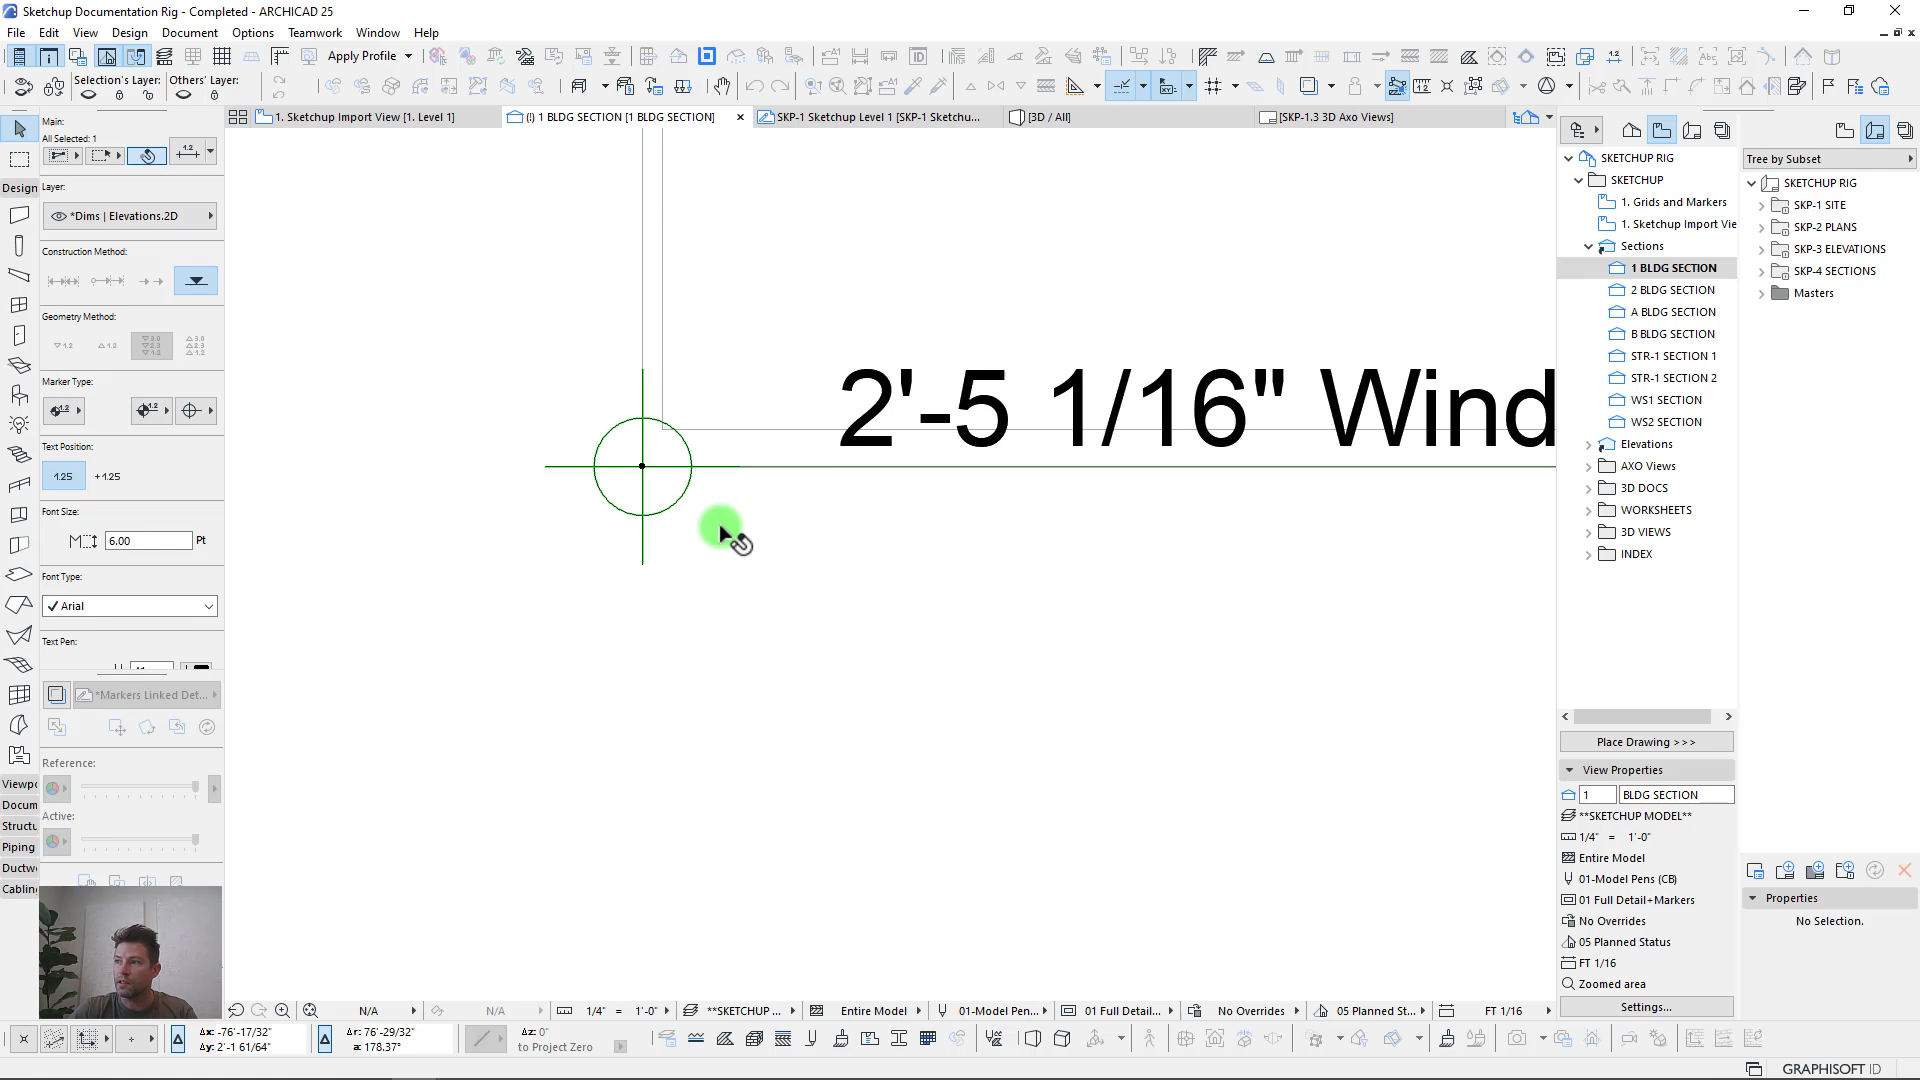 Sketchup Documentation Rig - Completed - ARCHICAD 25
File Edit View Design Document Options Teamwork Window Help
Apply Profile
Selection's Layer:
Others' Layer:
1. Sketchup Import View [1. Level 1]
(!) 1 BLDG SECTION [1 BLDG SECTION]
SKP-1 Sketchup Level 1 [SKP-1 Sketchu...
[3D / All]
[SKP-1.3 3D Axo Views]
Main:
All Selected: 1
1.2
Design
Layer:
*Dims | Elevations.2D
Construction Method:
Geometry Method:
Marker Type:
Text Position:
1.25
+1.25
Font Size:
6.00
Pt
Font Type:
Arial
Text Pen:
*Markers Linked Det...
Reference:
Active:
Viewpo
Docum
Structu
Piping
Ductwo
Cabling
2'-5 1/16" Wind
SKETCHUP RIG
SKETCHUP
1. Grids and Markers
1. Sketchup Import Vie
Sections
1 BLDG SECTION
2 BLDG SECTION
A BLDG SECTION
B BLDG SECTION
STR-1 SECTION 1
STR-1 SECTION 2
WS1 SECTION
WS2 SECTION
Elevations
AXO Views
3D DOCS
WORKSHEETS
3D VIEWS
INDEX
Place Drawing >>>
View Properties
1
BLDG SECTION
**SKETCHUP MODEL**
1/4" = 1'-0"
Entire Model
01-Model Pens (CB)
01 Full Detail+Markers
No Overrides
05 Planned Status
FT 1/16
Zoomed area
Settings...
Tree by Subset
SKETCHUP RIG
SKP-1 SITE
SKP-2 PLANS
SKP-3 ELEVATIONS
SKP-4 SECTIONS
Masters
Properties
No Selection.
N/A
N/A
1/4" = 1'-0"
**SKETCHUP ...
Entire Model
01-Model Pen...
01 Full Detail...
No Overrides
05 Planned St...
FT 1/16
Δx: -76'-17/32"
Δy: 2'-1 61/64"
Δr: 76'-29/32"
a: 178.37°
Δz: 0"
to Project Zero
GRAPHISOFT ID